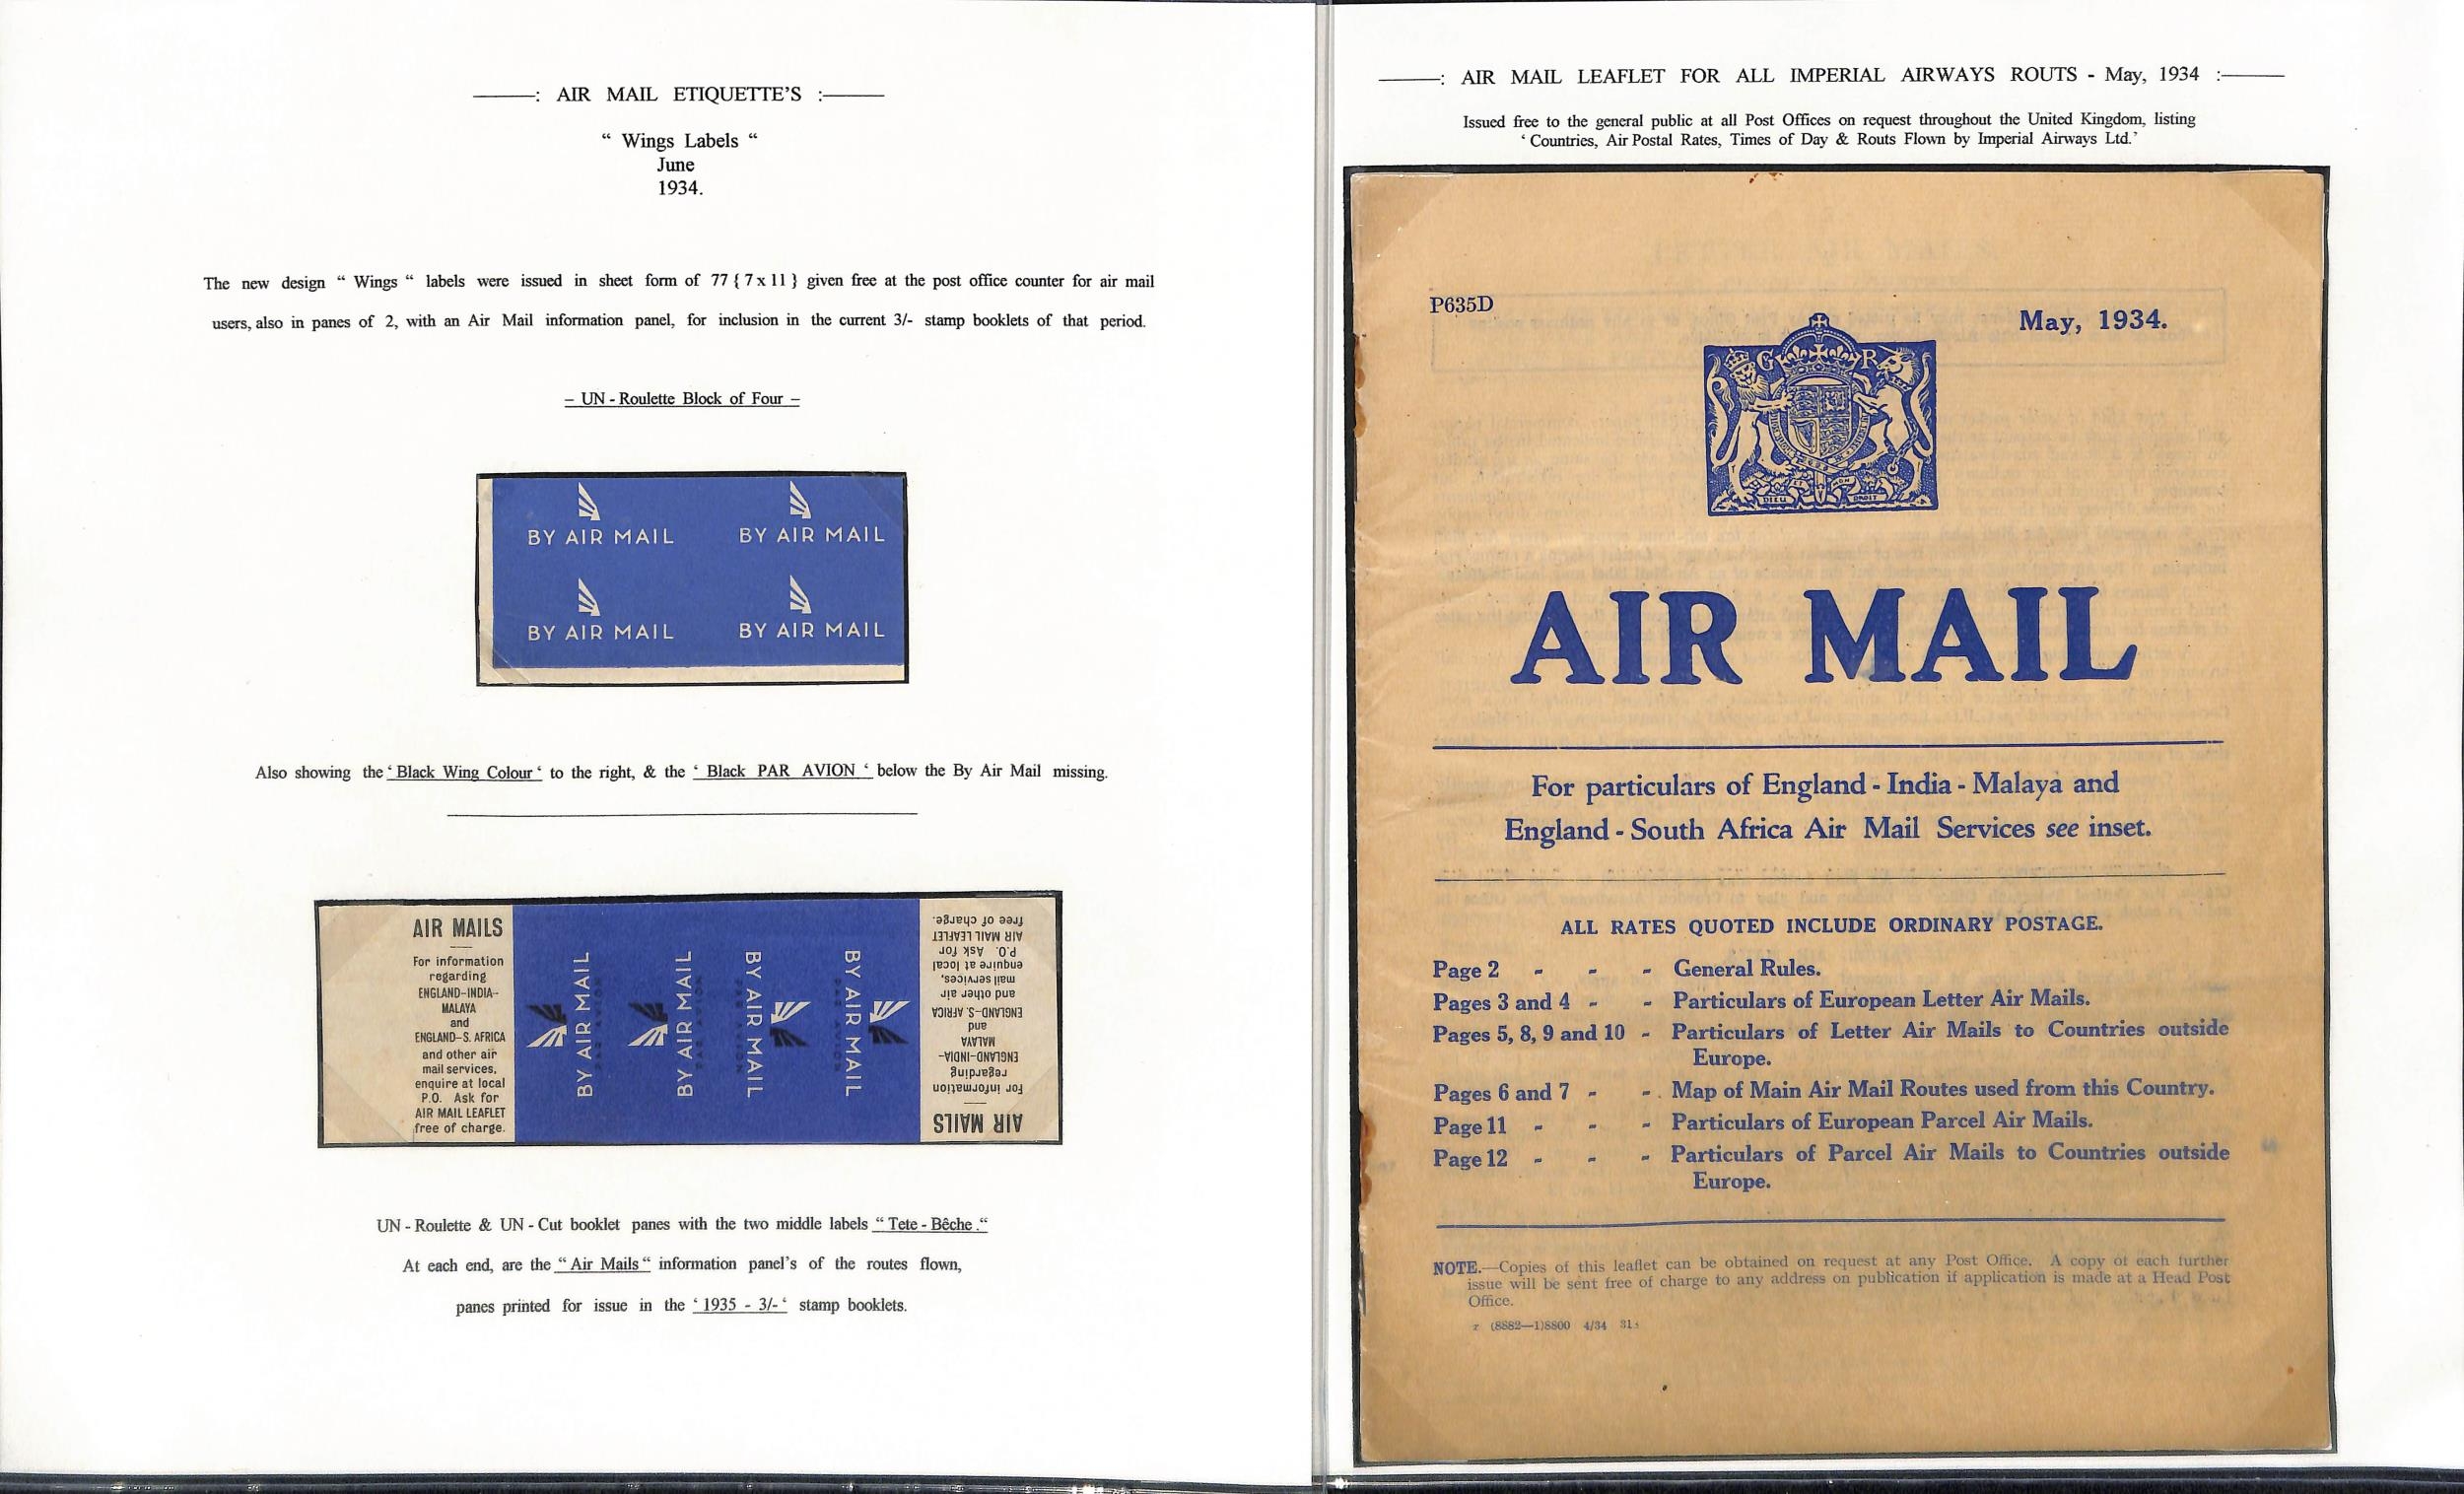 ———: AIR MAIL ETIQUETTE'S :———
“ Wings Labels “
June
1934.
The new design “ Wings “ labels were issued in sheet form of 77 { 7 x 11 } given free at the post office counter for air mail
users, also in panes of 2, with an Air Mail information panel, for inclusion in the current 3/- stamp booklets of that period.
– UN - Roulette Block of Four –
BY AIR MAIL BY AIR MAIL
BY AIR MAIL BY AIR MAIL
Also showing the ‘ Black Wing Colour ‘ to the right, & the ‘ Black PAR AVION ‘ below the By Air Mail missing.
AIR MAILS
For information
regarding
ENGLAND-INDIA-
MALAYA
and
ENGLAND-S. AFRICA
and other air
mail services,
enquire at local
P.O. Ask for
AIR MAIL LEAFLET
free of charge.
BY AIR MAIL
PAR AVION
BY AIR MAIL
PAR AVION
BY AIR MAIL
PAR AVION
BY AIR MAIL
PAR AVION
AIR MAILS
For information
regarding
ENGLAND-INDIA-
MALAYA
and
ENGLAND-S. AFRICA
and other air
mail services,
enquire at local
P.O. Ask for
AIR MAIL LEAFLET
free of charge.
UN - Roulette & UN - Cut booklet panes with the two middle labels “ Tete - Bêche .“
At each end, are the “ Air Mails “ information panel's of the routes flown,
panes printed for issue in the ‘ 1935 - 3/- ‘ stamp booklets.
———: AIR MAIL LEAFLET FOR ALL IMPERIAL AIRWAYS ROUTS - May, 1934 :———
Issued free to the general public at all Post Offices on request throughout the United Kingdom, listing
‘ Countries, Air Postal Rates, Times of Day & Routs Flown by Imperial Airways Ltd.’
P635D
May, 1934.
G R
DIEU ET MON DROIT
AIR MAIL
For particulars of England - India - Malaya and
England - South Africa Air Mail Services see inset.
ALL RATES QUOTED INCLUDE ORDINARY POSTAGE.
Page 2 - - - General Rules.
Pages 3 and 4 - - Particulars of European Letter Air Mails.
Pages 5, 8, 9 and 10 - Particulars of Letter Air Mails to Countries outside
Europe.
Pages 6 and 7 - - Map of Main Air Mail Routes used from this Country.
Page 11 - - - Particulars of European Parcel Air Mails.
Page 12 - - - Particulars of Parcel Air Mails to Countries outside
Europe.
NOTE.—Copies of this leaflet can be obtained on request at any Post Office. A copy of each further
issue will be sent free of charge to any address on publication if application is made at a Head Post
Office.
(8882—1)8800 4/34